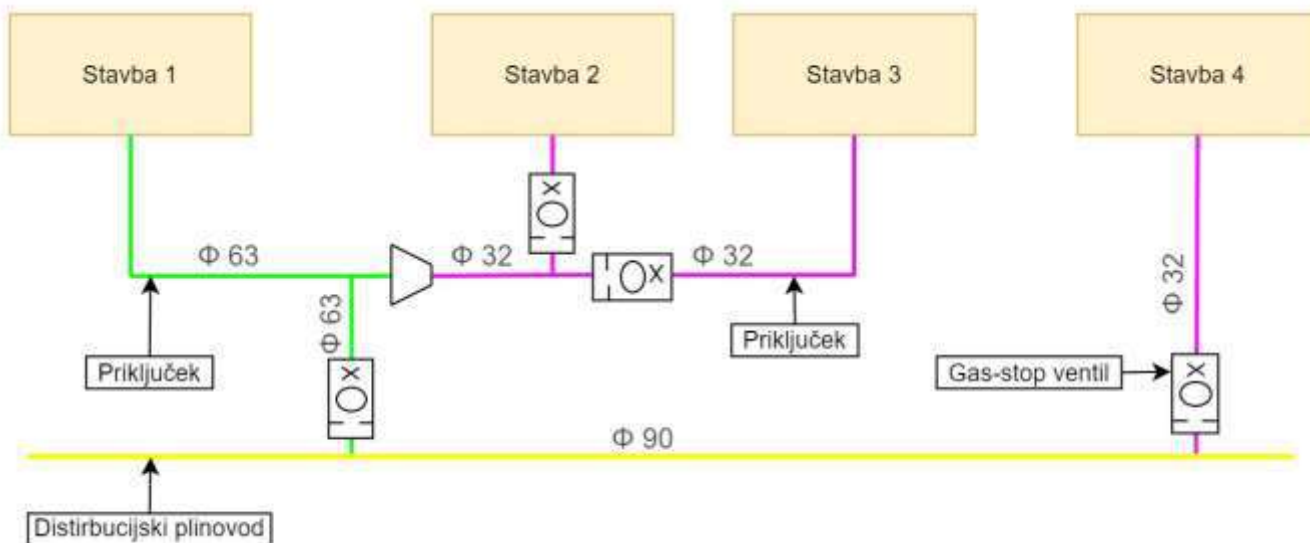 Stavba 1
Stavba 2
Stavba 3
Stavba 4
Φ 63
Φ 32
Φ 32
Φ 63
Φ 32
Priključek
Priključek
Gas-stop ventil
X
X
X
X
Φ 90
Distirbucijski plinovod